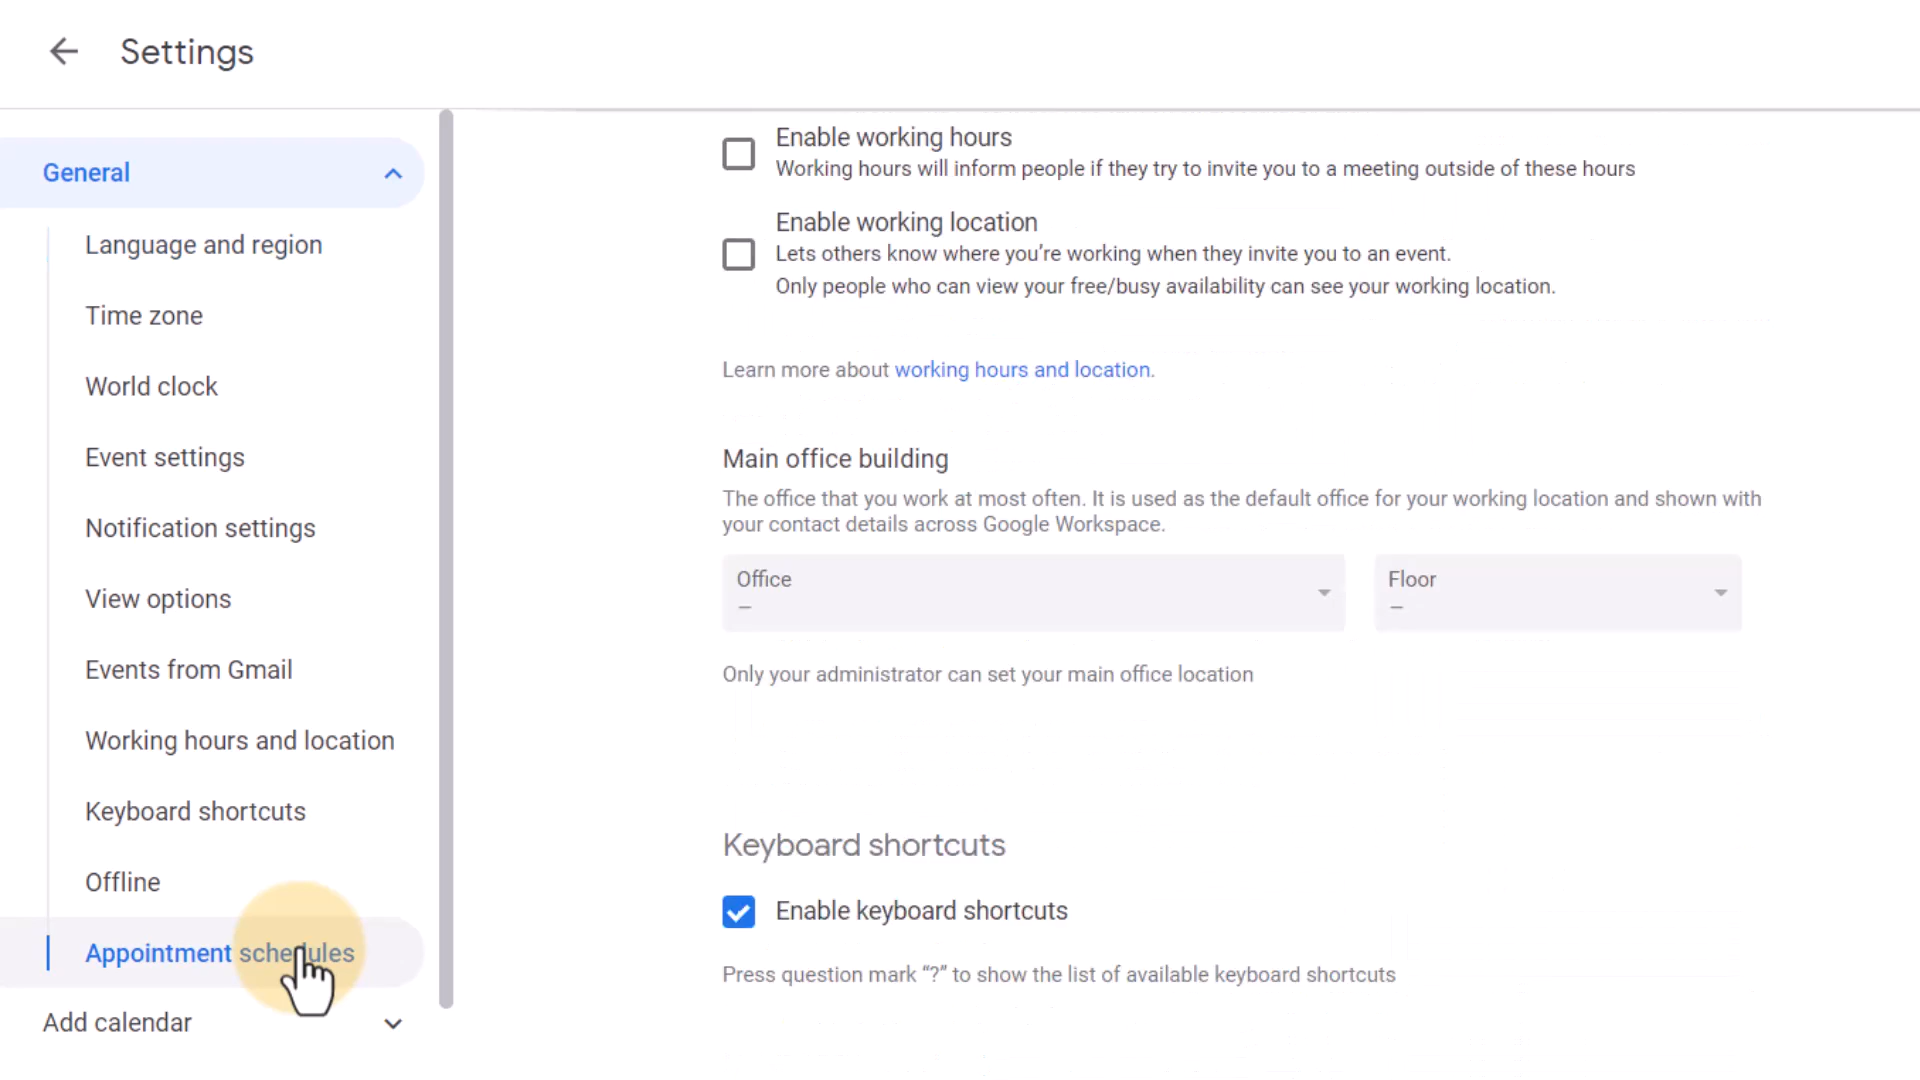 Settings
General
Language and region
Time zone
World clock
Event settings
Notification settings
View options
Events from Gmail
Working hours and location
Keyboard shortcuts
Offline
Appointment schedules
Add calendar
Enable working hours
Working hours will inform people if they try to invite you to a meeting outside of these hours
Enable working location
Lets others know where you’re working when they invite you to an event.
Only people who can view your free/busy availability can see your working location.
Learn more about working hours and location.
Main office building
The office that you work at most often. It is used as the default office for your working location and shown with
your contact details across Google Workspace.
Office
–
Floor
–
Only your administrator can set your main office location
Keyboard shortcuts
Enable keyboard shortcuts
Press question mark “?” to show the list of available keyboard shortcuts